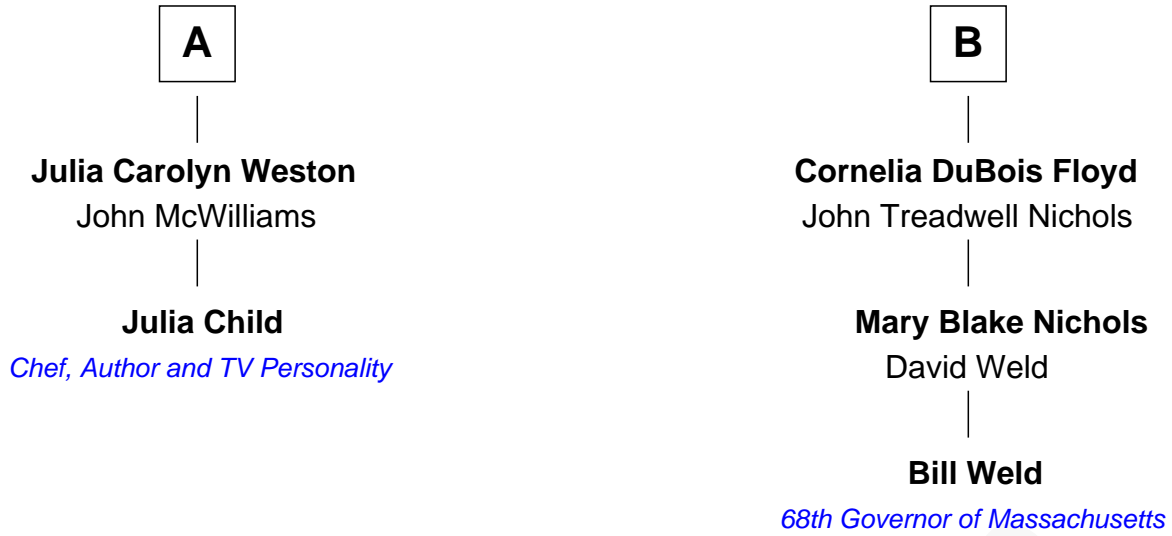 A
Julia Carolyn Weston
John McWilliams
Julia Child
Chef, Author and TV Personality
B
Cornelia DuBois Floyd
John Treadwell Nichols
Mary Blake Nichols
David Weld
Bill Weld
68th Governor of Massachusetts